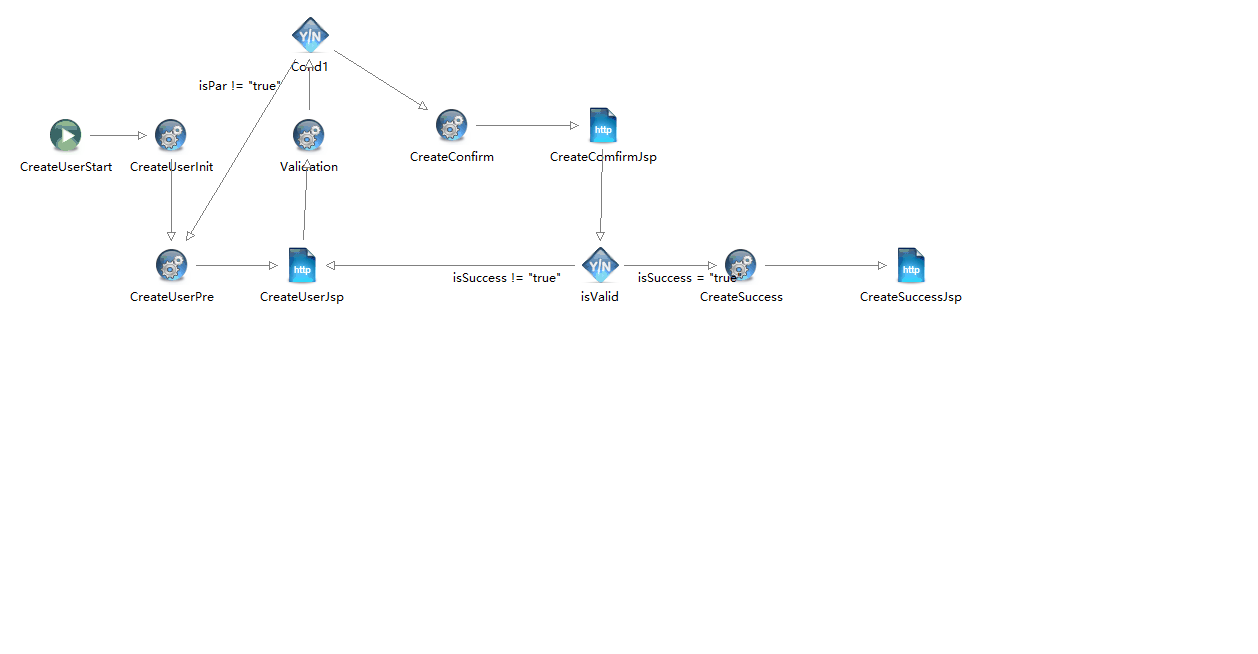 Y/N
Cond1
isPar != "true"
CreateUserStart
CreateUserInit
Validation
CreateConfirm
http
CreateComfirmJsp
CreateUserPre
http
CreateUserJsp
isSuccess != "true"
Y/N
isValid
isSuccess = "true"
CreateSuccess
http
CreateSuccessJsp